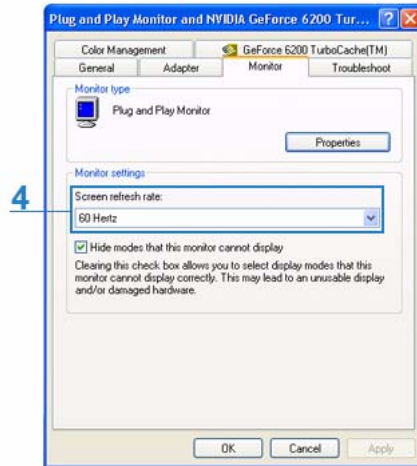 Plug and Play Monitor and NVIDIA GeForce 6200 Tur...
Color Management
GeForce 6200 TurboCache(TM)
General
Adapter
Monitor
Troubleshoot
Monitor type
Plug and Play Monitor
Properties
Monitor settings
4
Screen refresh rate:
60 Hertz
Hide modes that this monitor cannot display
Clearing this check box allows you to select display modes that this
monitor cannot display correctly. This may lead to an unusable display
and/or damaged hardware.
OK
Cancel
Apply